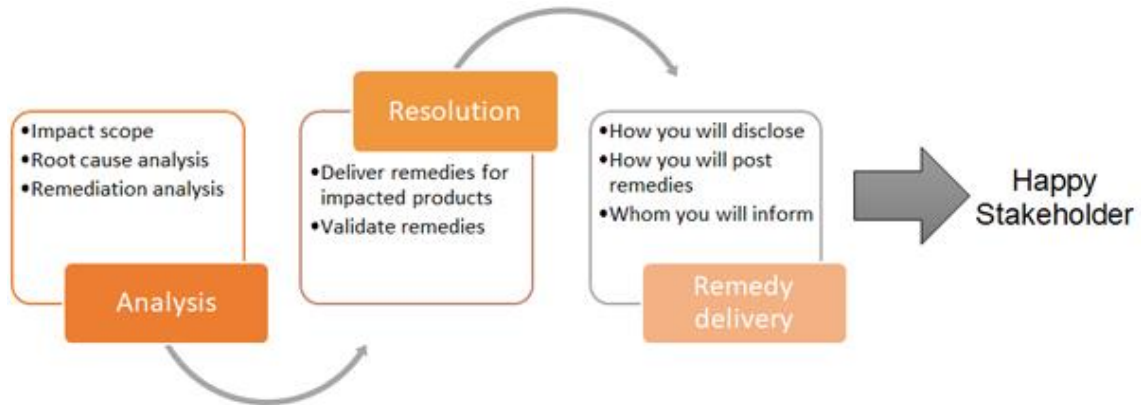 •Impact scope
•Root cause analysis
•Remediation analysis
Analysis
Resolution
•Deliver remedies for
impacted products
•Validate remedies
•How you will disclose
•How you will post
remedies
•Whom you will inform
Remedy
delivery
Happy
Stakeholder